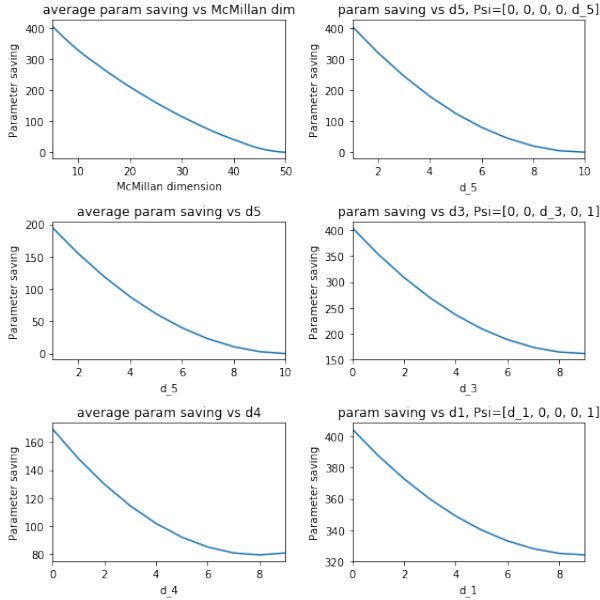 average param saving vs McMillan dim
Parameter saving
400
300
200
100
0
10 20 30 40 50
McMillan dimension
param saving vs d5, Psi=[0, 0, 0, 0, d_5]
Parameter saving
400
300
200
100
0
2 4 6 8 10
d_5
average param saving vs d5
Parameter saving
200
150
100
50
0
2 4 6 8 10
d_5
param saving vs d3, Psi=[0, 0, d_3, 0, 1]
Parameter saving
400
350
300
250
200
150
0 2 4 6 8
d_3
average param saving vs d4
Parameter saving
160
140
120
100
80
0 2 4 6 8
d_4
param saving vs d1, Psi=[d_1, 0, 0, 0, 1]
Parameter saving
400
380
360
340
320
0 2 4 6 8
d_1